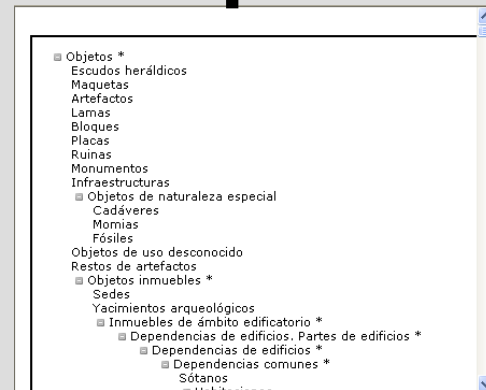 Objetos *
Escudos heráldicos
Maquetas
Artefactos
Lamas
Bloques
Placas
Ruinas
Monumentos
Infraestructuras
Objetos de naturaleza especial
Cadáveres
Momias
Fósiles
Objetos de uso desconocido
Restos de artefactos
Objetos inmuebles *
Sedes
Yacimientos arqueológicos
Inmuebles de ámbito edificatorio *
Dependencias de edificios. Partes de edificios *
Dependencias de edificios *
Dependencias comunes *
Sótanos